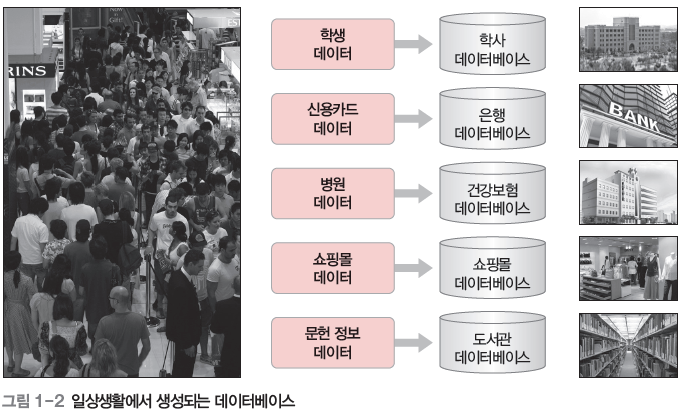 RINS
학생
데이터
학사
데이터베이스
신용카드
데이터
은행
데이터베이스
BANK
병원
데이터
건강보험
데이터베이스
쇼핑몰
데이터
쇼핑몰
데이터베이스
문헌 정보
데이터
도서관
데이터베이스
그림 1-2 일상생활에서 생성되는 데이터베이스